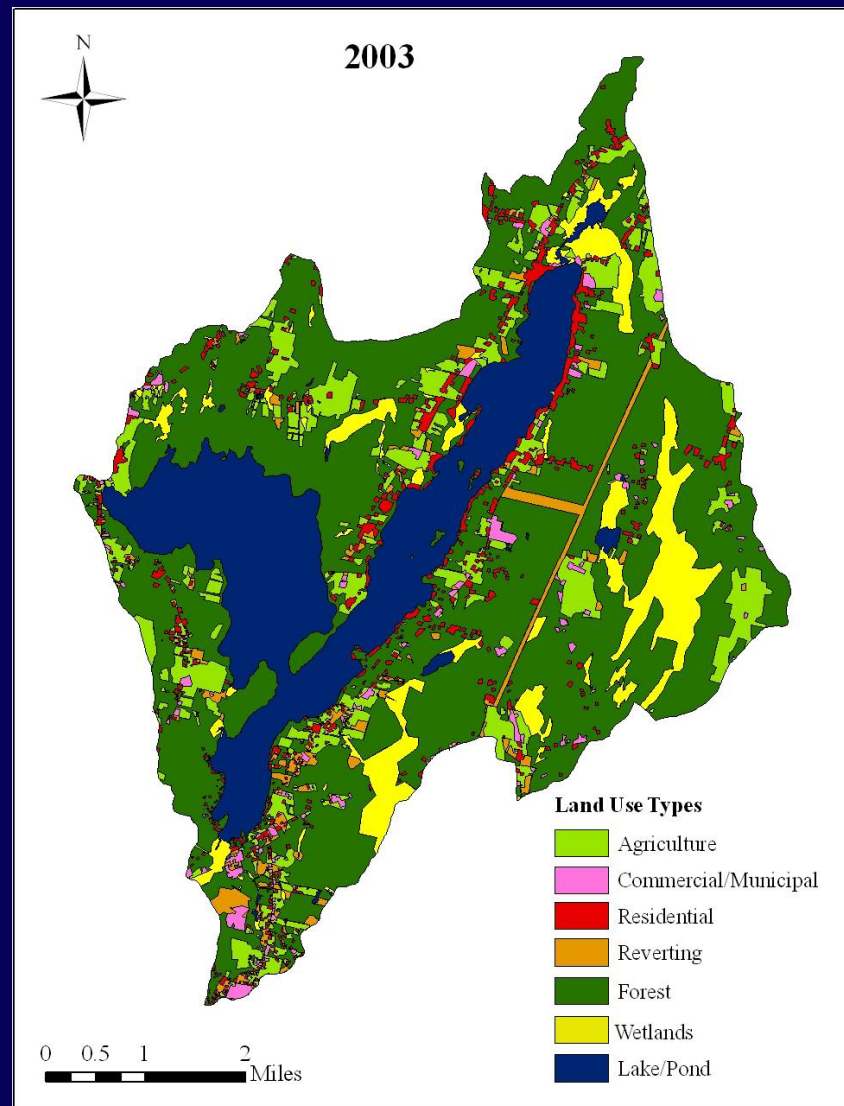 N
2003
Land Use Types
Agriculture
Commercial/Municipal
Residential
Reverting
Forest
Wetlands
Lake/Pond
0 0.5 1 2
Miles